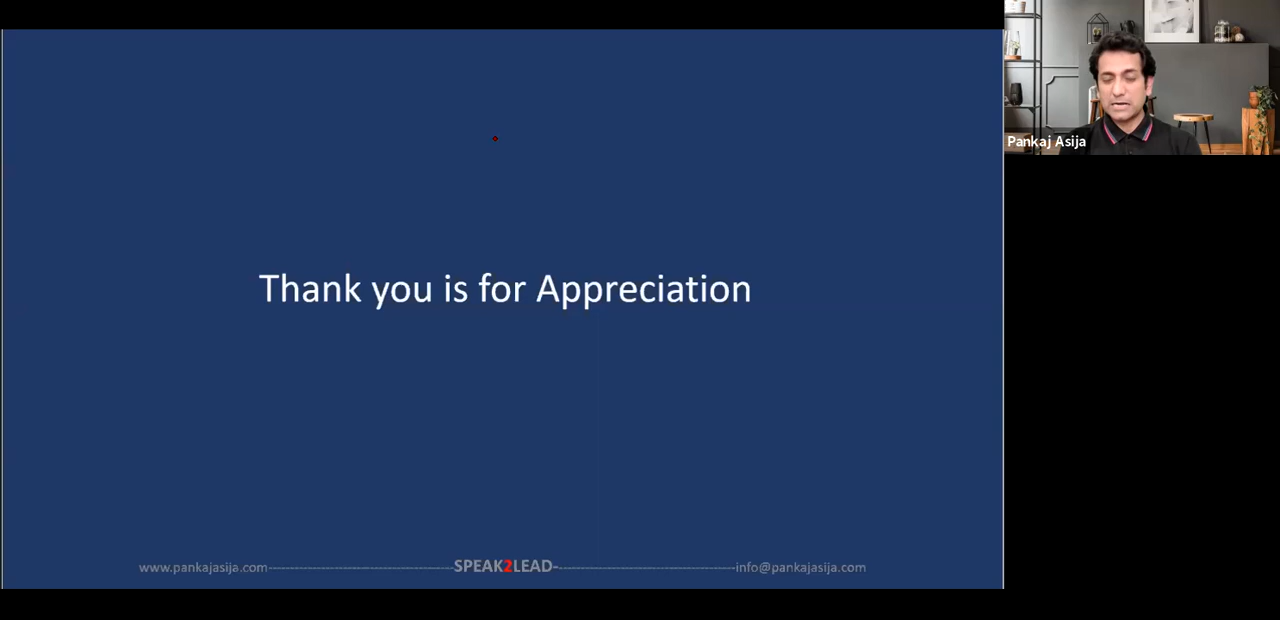 Pankaj Asija
Thank you is for Appreciation
www.pankajasija.com---SPEAK2LEAD---info@pankajasija.com